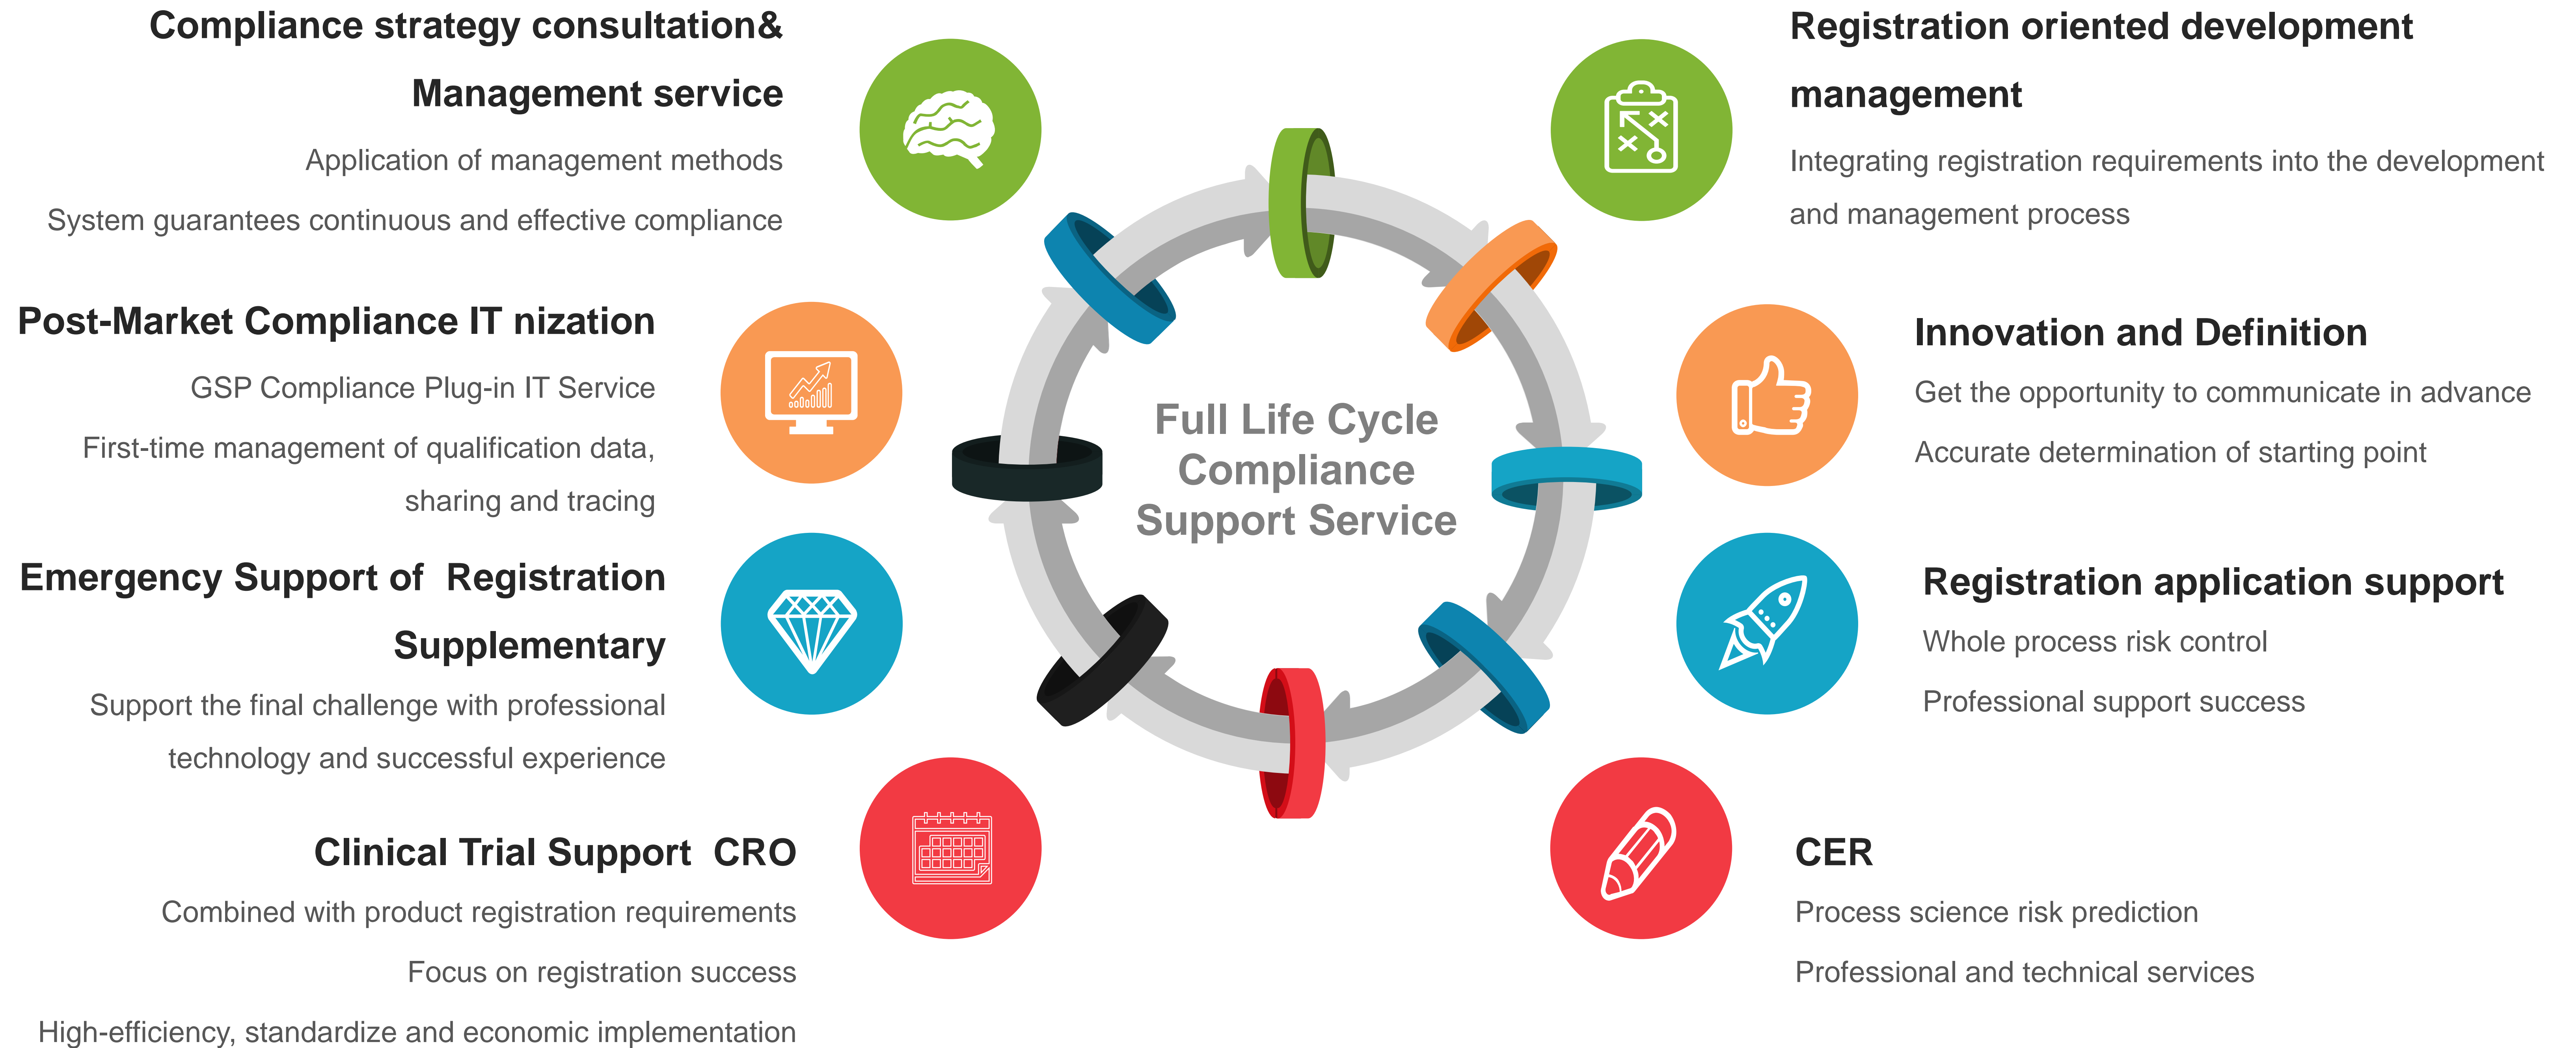 Compliance strategy consultation&
Management service
Application of management methods
System guarantees continuous and effective compliance
Post-Market Compliance IT nization
GSP Compliance Plug-in IT Service
First-time management of qualification data,
sharing and tracing
Emergency Support of  Registration
Supplementary
Support the final challenge with professional
technology and successful experience
Clinical Trial Support  CRO
Combined with product registration requirements
Focus on registration success
High-efficiency, standardize and economic implementation
Full Life Cycle
Compliance
Support Service
Registration oriented development
management
Integrating registration requirements into the development
and management process
Innovation and Definition
Get the opportunity to communicate in advance
Accurate determination of starting point
Registration application support
Whole process risk control
Professional support success
CER
Process science risk prediction
Professional and technical services